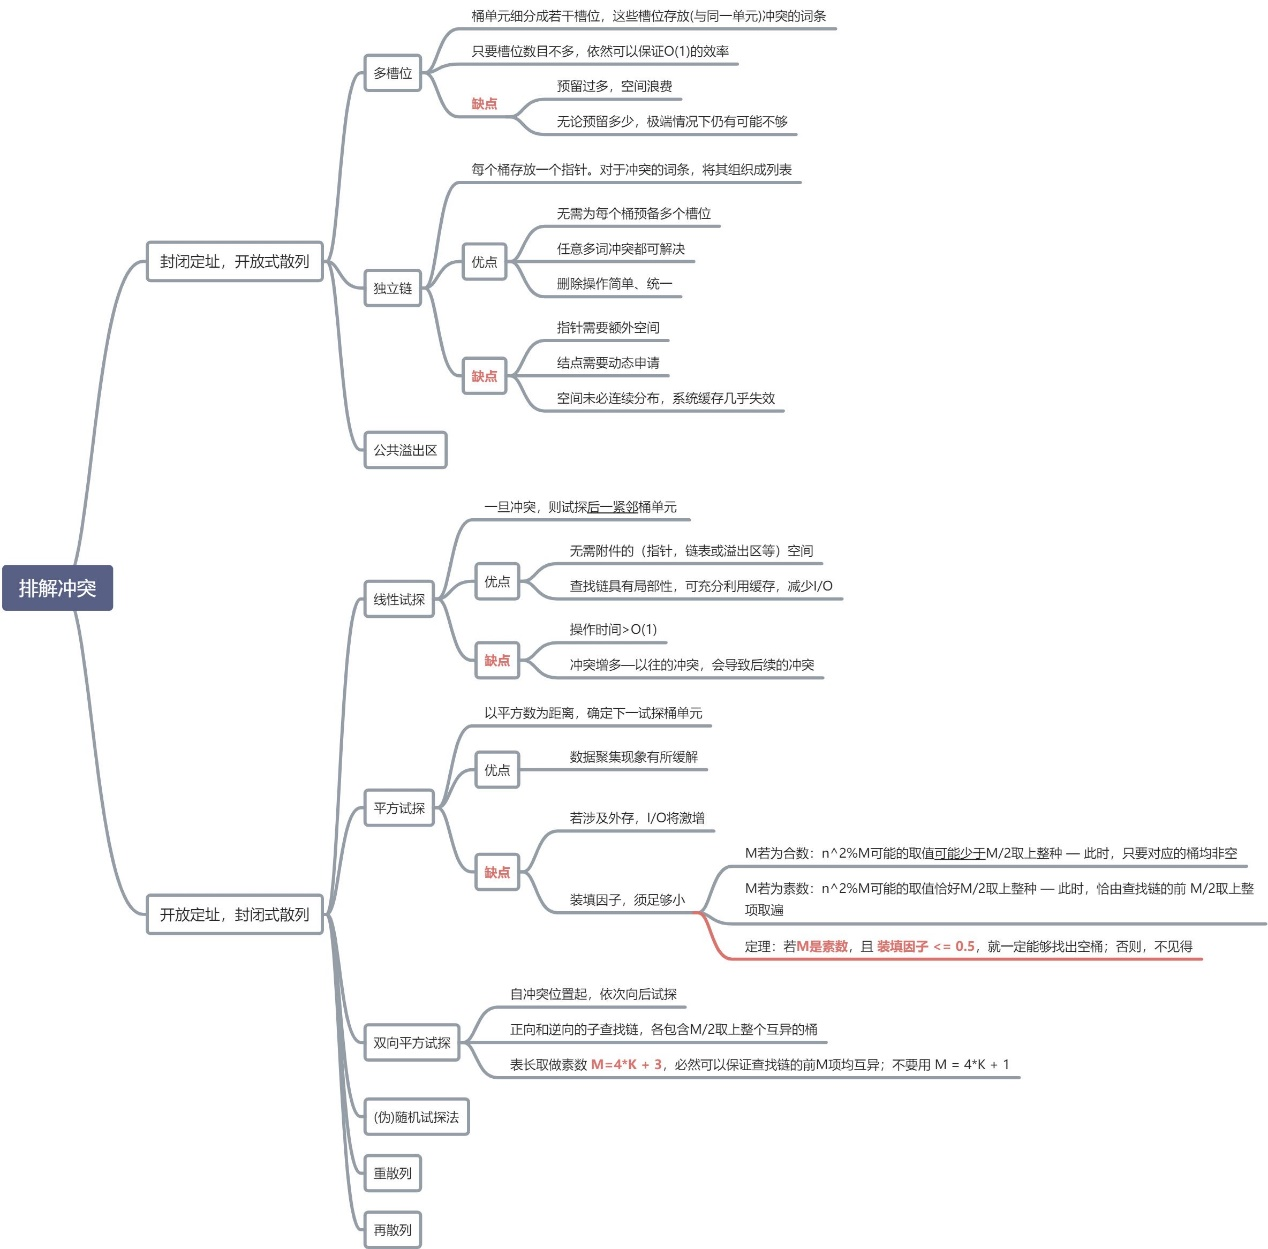 排解冲突
封闭定址，开放式散列
多槽位
桶单元细分成若干槽位，这些槽位存放(与同一单元)冲突的词条
只要槽位数目不多，依然可以保证O(1)的效率
缺点
预留过多，空间浪费
无论预留多少，极端情况下仍有可能不够
独立链
每个桶存放一个指针。对于冲突的词条，将其组织成列表
优点
无需为每个桶预备多个槽位
任意多词冲突都可解决
删除操作简单、统一
缺点
指针需要额外空间
结点需要动态申请
空间未必连续分布，系统缓存几乎失效
公共溢出区
开放定址，封闭式散列
线性试探
一旦冲突，则试探后一紧邻桶单元
优点
无需附件的（指针，链表或溢出区等）空间
查找链具有局部性，可充分利用缓存，减少I/O
缺点
操作时间>O(1)
冲突增多—以往的冲突，会导致后续的冲突
平方试探
以平方数为距离，确定下一试探桶单元
优点
数据聚集现象有所缓解
缺点
若涉及外存，I/O将激增
装填因子，须足够小
M若为合数：n^2%M可能的取值可能少于M/2取上整种 — 此时，只要对应的桶均非空
M若为素数：n^2%M可能的取值恰好M/2取上整种 — 此时，恰由查找链的前 M/2取上整
项取遍
定理：若M是素数，且 装填因子 <= 0.5，就一定能够找出空桶；否则，不见得
双向平方试探
自冲突位置起，依次向后试探
正向和逆向的子查找链，各包含M/2取上整个互异的桶
表长取做素数 M=4*K + 3，必然可以保证查找链的前M项均互异；不要用 M = 4*K + 1
(伪)随机试探法
重散列
再散列